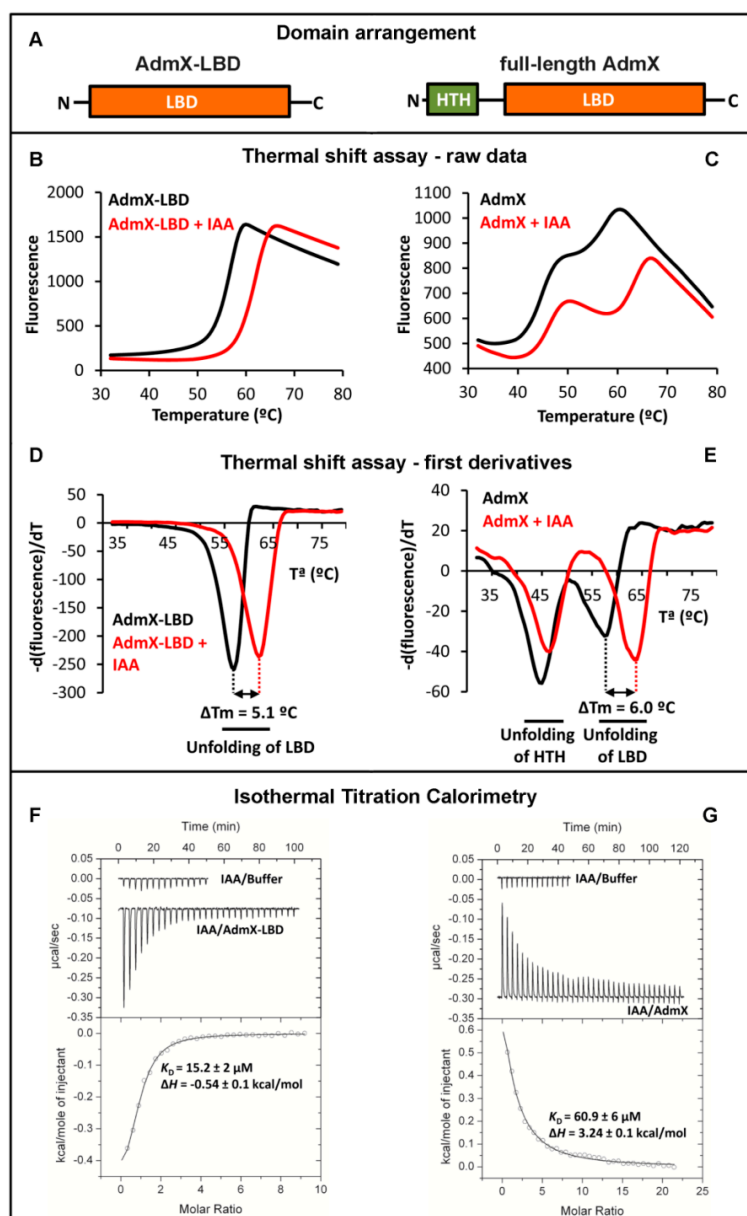 A
Domain arrangement
AdmX-LBD
full-length AdmX
N
LBD
C
N
HTH
LBD
C
B
Thermal shift assay - raw data
C
2000
1500
1000
500
0
Fluorescence
AdmX-LBD
AdmX-LBD + IAA
30 40 50 60 70 80
Temperature (ºC)
1100
1000
900
800
700
600
500
400
Fluorescence
AdmX
AdmX + IAA
30 40 50 60 70 80
Temperature (ºC)
D
Thermal shift assay - first derivatives
E
50
0
-50
-100
-150
-200
-250
-300
-d(fluorescence)/dT
35 45 55 65 75
Tª (ºC)
AdmX-LBD
AdmX-LBD +
IAA
ΔTm = 5.1 ºC
Unfolding of LBD
40
20
0
-20
-40
-60
-d(fluorescence)/dT
AdmX
AdmX + IAA
35 45 55 65 75
Tª (ºC)
ΔTm = 6.0 ºC
Unfolding
of HTH
Unfolding
of LBD
Isothermal Titration Calorimetry
F
Time (min)
0 20 40 60 80 100
0.05
0.00
-0.05
-0.10
-0.15
-0.20
-0.25
-0.30
-0.35
µcal/sec
IAA/Buffer
IAA/AdmX-LBD
0.0
-0.1
-0.2
-0.3
-0.4
kcal/mole of injectant
KD = 15.2 ± 2 µM
ΔH = -0.54 ± 0.1 kcal/mol
0 2 4 6 8 10
Molar Ratio
G
Time (min)
0 20 40 60 80 100 120
0.05
0.00
-0.05
-0.10
-0.15
-0.20
-0.25
-0.30
-0.35
µcal/sec
IAA/Buffer
IAA/AdmX
0.6
0.5
0.4
0.3
0.2
0.1
0.0
kcal/mole of injectant
KD = 60.9 ± 6 µM
ΔH = 3.24 ± 0.1 kcal/mol
0 5 10 15 20 25
Molar Ratio